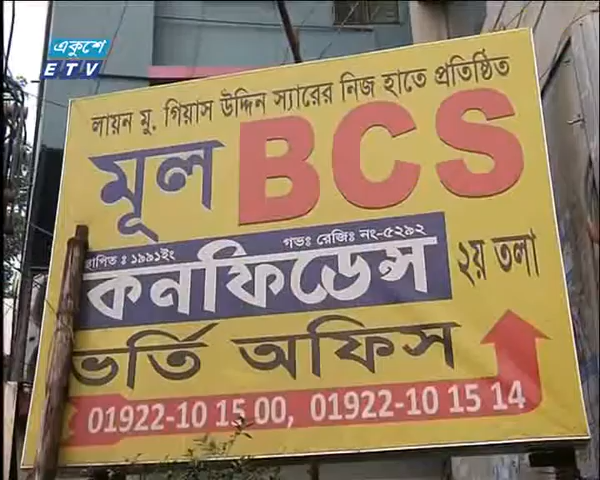 একুশে
ETV
লায়ন মু. গিয়াস উদ্দিন স্যারের নিজ হাতে প্রতিষ্ঠিত
মূল BCS
স্থাপিত : ১৯৯১ইং গভঃ রেজিঃ নং-৫২৯২
কনফিডেন্স ২য় তলা
ভর্তি অফিস
01922-10 15 00, 01922-10 15 14